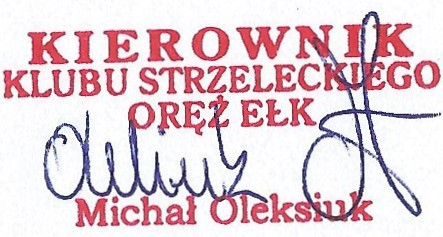 KIEROWNIK
KLUBU STRZELECKIEGO
ORĘŻ EŁK
Michał Oleksiuk